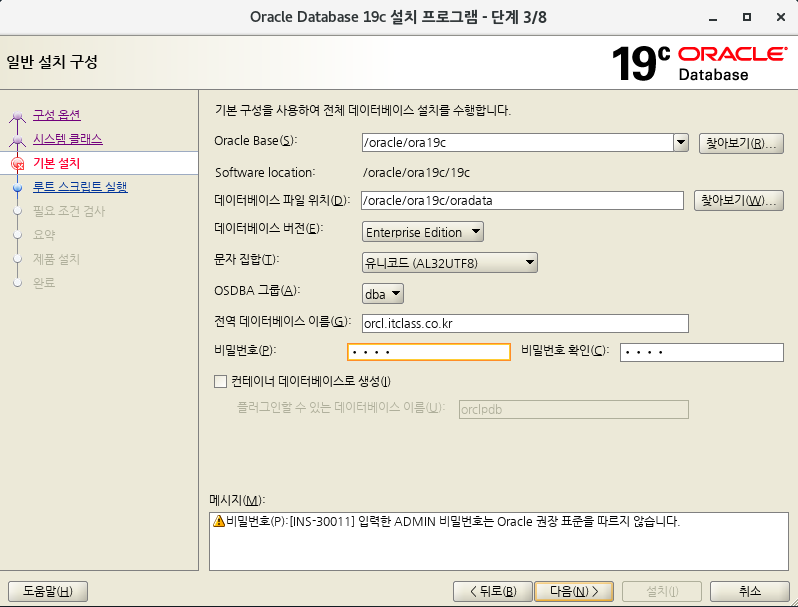 Oracle Database 19c 설치 프로그램 - 단계 3/8
일반 설치 구성
19c ORACLE Database
구성 옵션
시스템 클래스
기본 설치
루트 스크립트 실행
필요 조건 검사
요약
제품 설치
완료
기본 구성을 사용하여 전체 데이터베이스 설치를 수행합니다.
Oracle Base(S): /oracle/ora19c 찾아보기(R)...
Software location: /oracle/ora19c/19c
데이터베이스 파일 위치(D): /oracle/ora19c/oradata 찾아보기(W)...
데이터베이스 버전(E): Enterprise Edition
문자 집합(T): 유니코드 (AL32UTF8)
OSDBA 그룹(A): dba
전역 데이터베이스 이름(G): orcl.itclass.co.kr
비밀번호(P): •••• 비밀번호 확인(C): ••••
컨테이너 데이터베이스로 생성(I)
플러그인할 수 있는 데이터베이스 이름(U): orclpdb
메시지(M):
비밀번호(P):[INS-30011] 입력한 ADMIN 비밀번호는 Oracle 권장 표준을 따르지 않습니다.
도움말(H) < 뒤로(B) 다음(N) > 설치(I) 취소